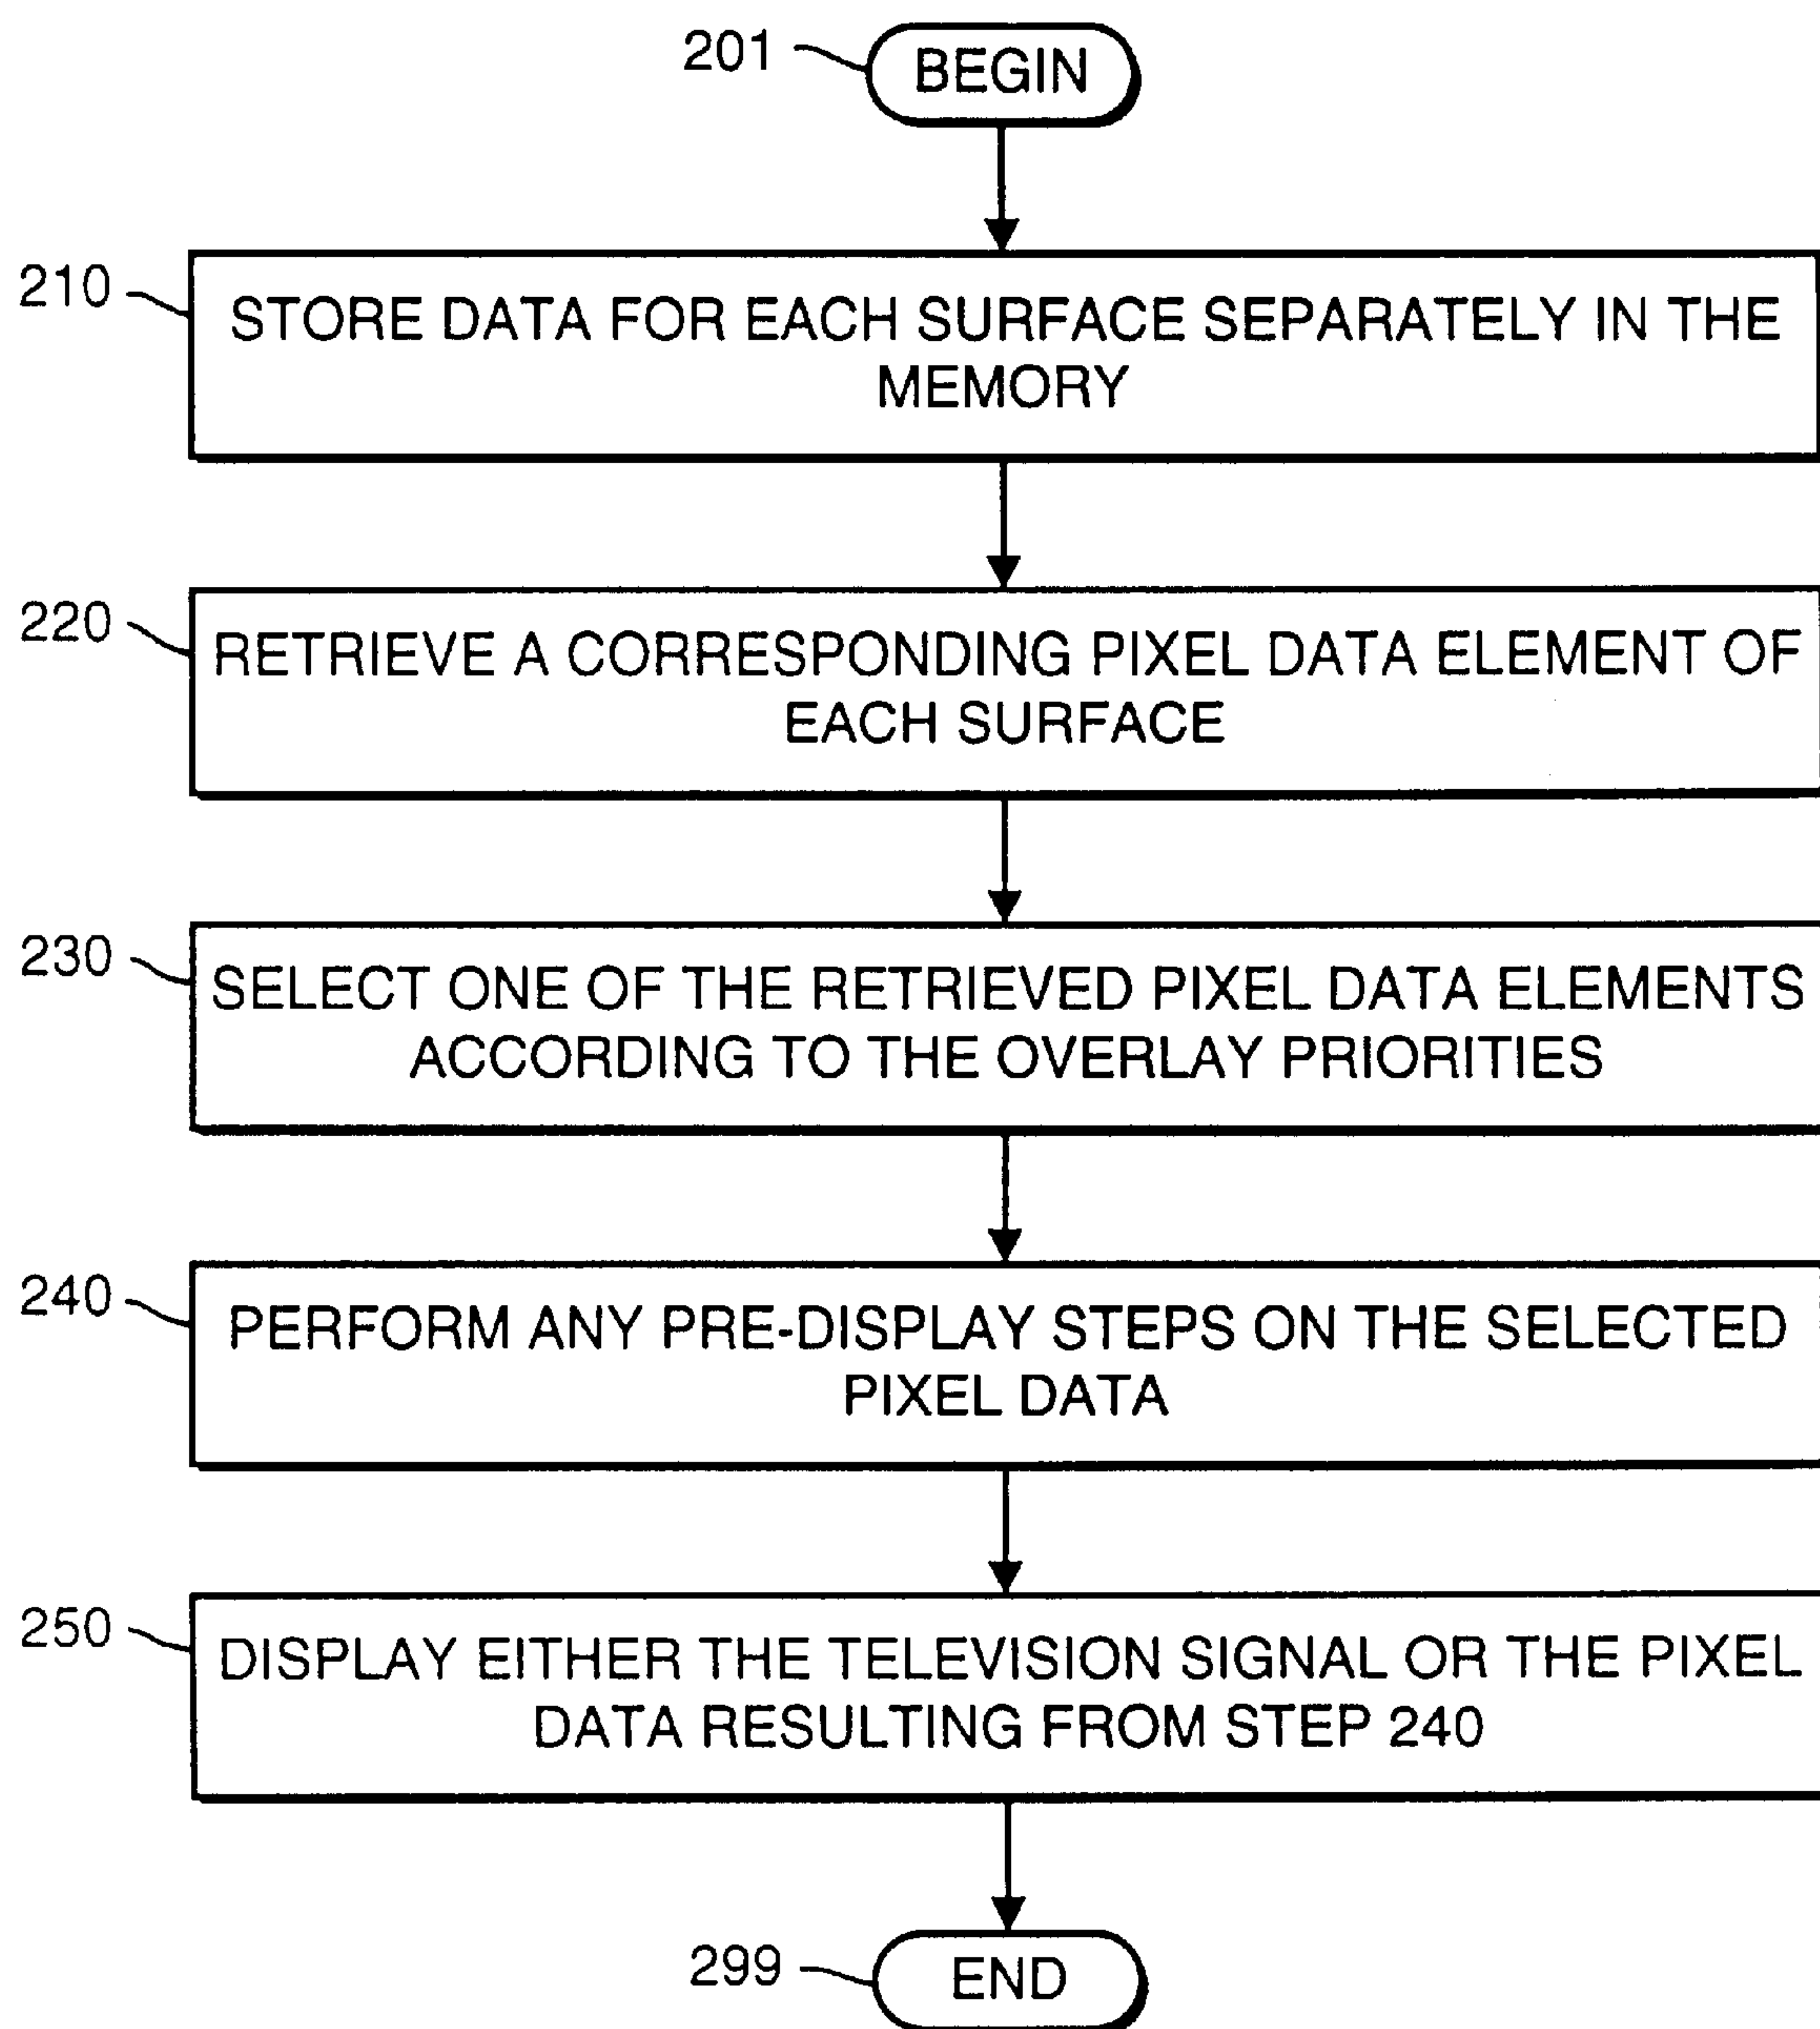 201
BEGIN
210
STORE DATA FOR EACH SURFACE SEPARATELY IN THE
MEMORY
220
RETRIEVE A CORRESPONDING PIXEL DATA ELEMENT OF
EACH SURFACE
230
SELECT ONE OF THE RETRIEVED PIXEL DATA ELEMENTS
ACCORDING TO THE OVERLAY PRIORITIES
240
PERFORM ANY PRE-DISPLAY STEPS ON THE SELECTED
PIXEL DATA
250
DISPLAY EITHER THE TELEVISION SIGNAL OR THE PIXEL
DATA RESULTING FROM STEP 240
299
END